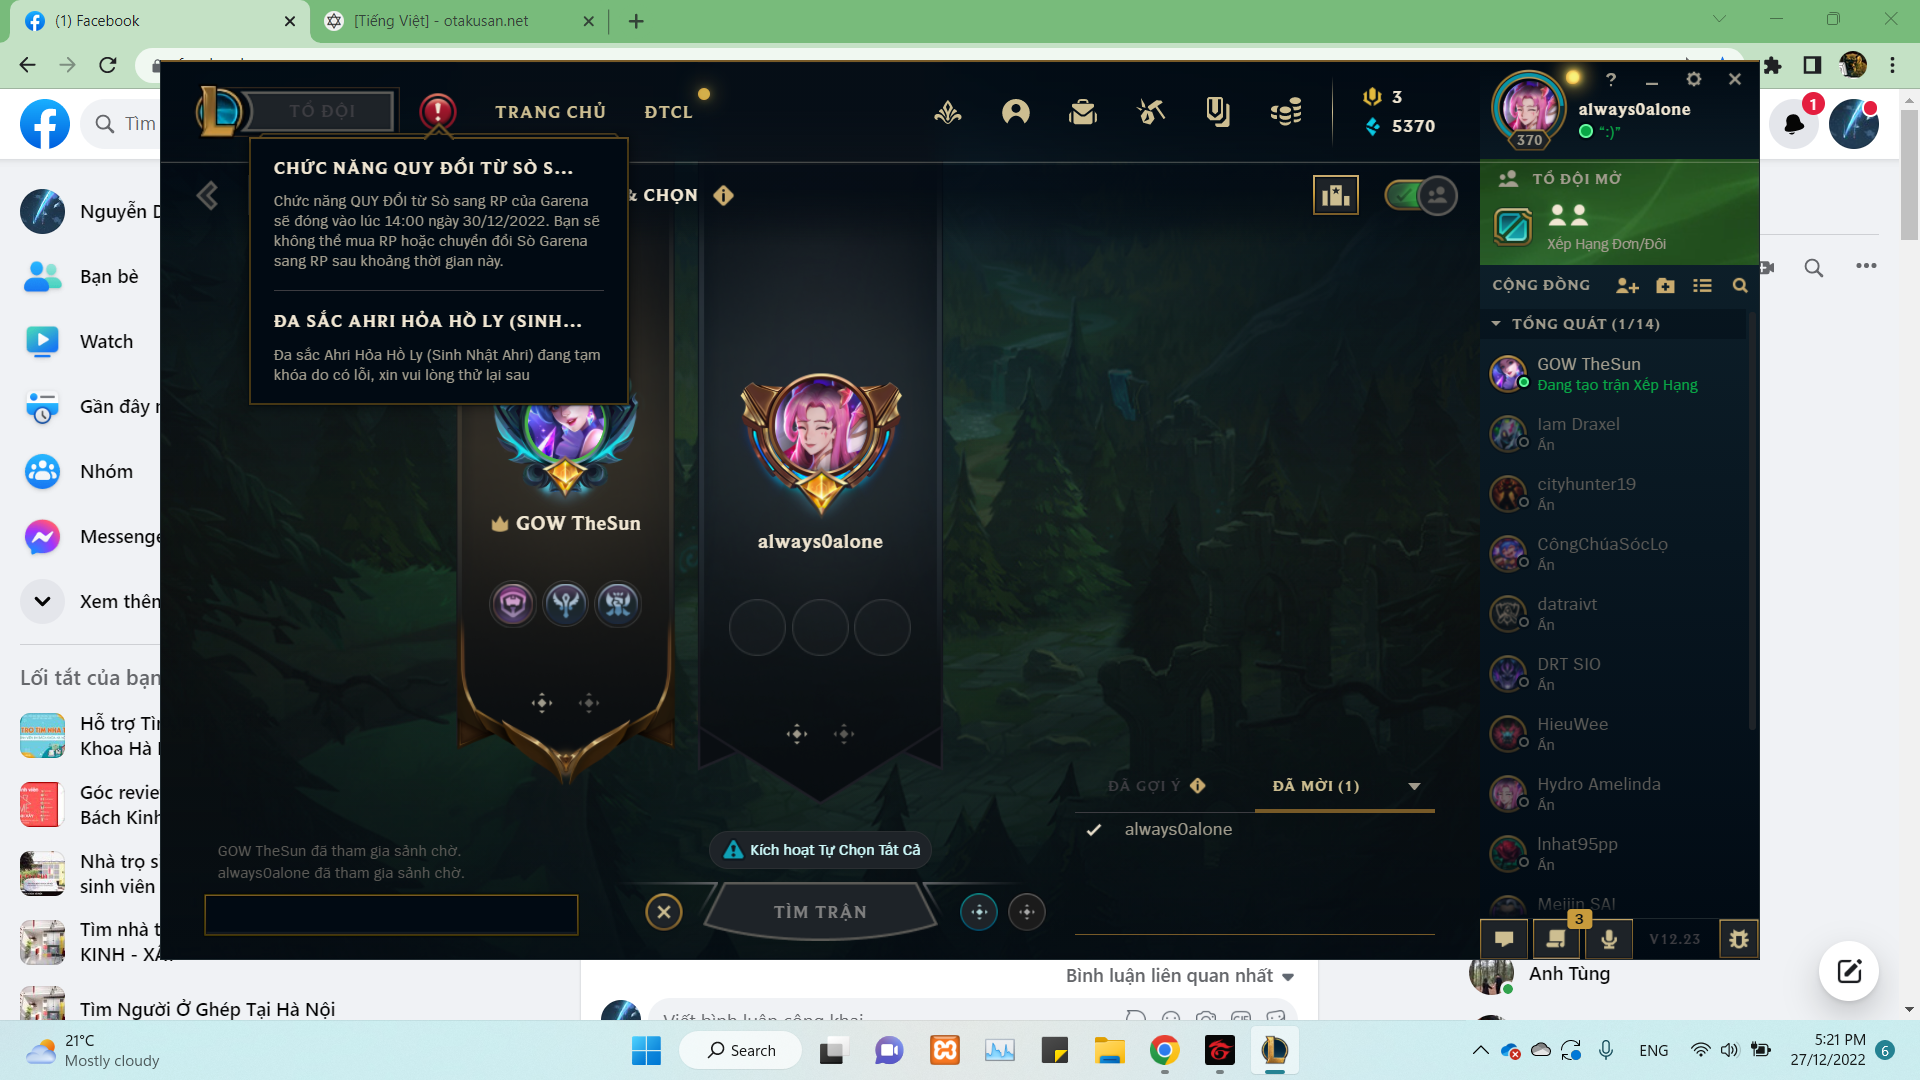 (1) Facebook
[Tiếng Việt] - otakusan.net
TỔ ĐỘI
TRANG CHỦ
ĐTCL
3
5370
370
always0alone
":)"
1
Tìm
CHỨC NĂNG QUY ĐỔI TỪ SÒ S...
Chức năng QUY ĐỔI từ Sò sang RP của Garena
sẽ đóng vào lúc 14:00 ngày 30/12/2022. Bạn sẽ
không thể mua RP hoặc chuyển đổi Sò Garena
sang RP sau khoảng thời gian này.
ĐA SẮC AHRI HỎA HỒ LY (SINH...
Đa sắc Ahri Hỏa Hồ Ly (Sinh Nhật Ahri) đang tạm
khóa do có lỗi, xin vui lòng thử lại sau
& CHỌN
TỔ ĐỘI MỞ
Xếp Hạng Đơn/Đôi
CỘNG ĐỒNG
TỔNG QUÁT (1/14)
GOW TheSun
Đang tạo trận Xếp Hạng
Iam Draxel
Ẩn
cityhunter19
Ẩn
CôngChúaSócLọ
Ẩn
datraivt
Ẩn
DRT SIO
Ẩn
HieuWee
Ẩn
Hydro Amelinda
Ẩn
lnhat95pp
Ẩn
Meijin SAI
3
V12.23
Nguyễn
Bạn bè
Watch
Gần đây
Nhóm
Messenge
Xem thêm
Lối tắt của bạn
Hỗ trợ Tì
Khoa Hà
Góc revie
Bách Kinh
Nhà trọ s
sinh viên
Tìm nhà t
KINH - XÂ
Tìm Người Ở Ghép Tại Hà Nội
GOW TheSun
always0alone
ĐÃ GỢI Ý
ĐÃ MỜI (1)
always0alone
GOW TheSun đã tham gia sảnh chờ.
always0alone đã tham gia sảnh chờ.
Kích hoạt Tự Chọn Tất Cả
TÌM TRẬN
Bình luận liên quan nhất
Viết bình luận công khai
Anh Tùng
21°C
Mostly cloudy
Search
ENG
5:21 PM
27/12/2022
6